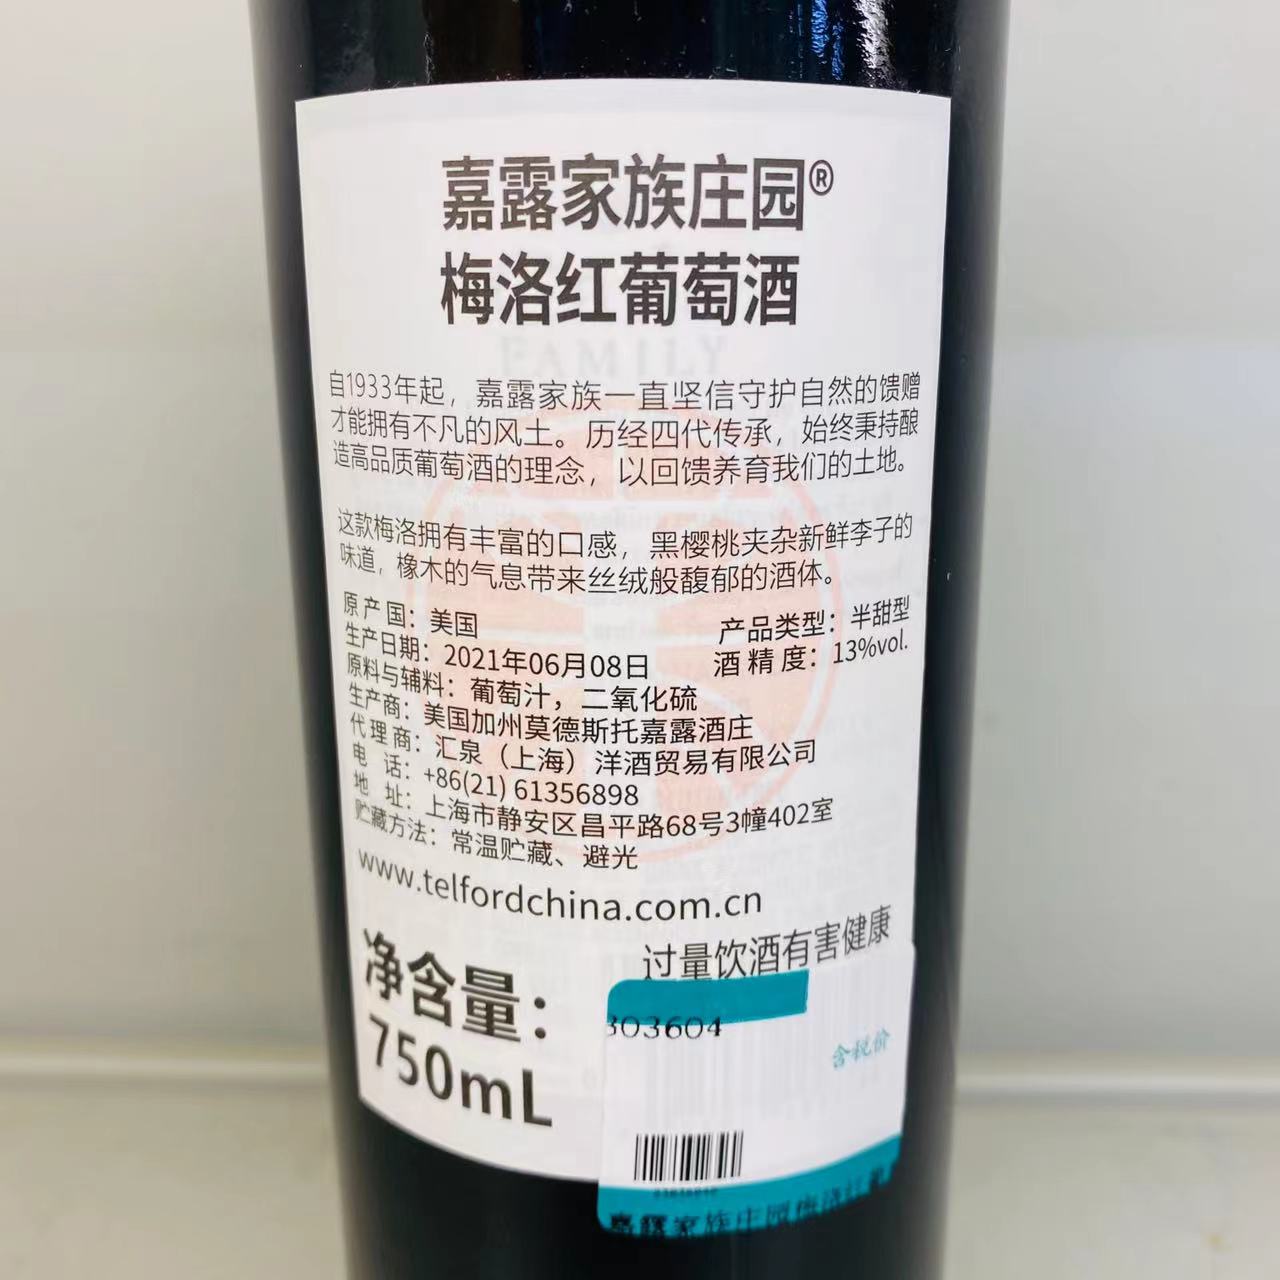 嘉露家族庄园®
梅洛红葡萄酒
FAMILY
自1933年起，嘉露家族一直坚信守护自然的馈赠
才能拥有不凡的风土。历经四代传承，始终秉持酿
造高品质葡萄酒的理念，以回馈养育我们的土地。
这款梅洛拥有丰富的口感，黑樱桃夹杂新鲜李子的
味道，橡木的气息带来丝绒般馥郁的酒体。
原产国：美国 产品类型：半甜型
生产日期：2021年06月08日 酒精度：13%vol.
原料与辅料：葡萄汁，二氧化硫
生产商：美国加州莫德斯托嘉露酒庄
代理商：汇泉（上海）洋酒贸易有限公司
电话：+86(21) 61356898
地址：上海市静安区昌平路68号3幢402室
贮藏方法：常温贮藏、避光
www.telfordchina.com.cn
过量饮酒有害健康
净含量：
750mL
303604
含税价
嘉露家族庄园梅洛红葡